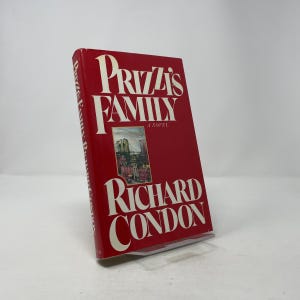 PRIZZI'S
FAMILY
A NOVEL
RICHARD
CONDON